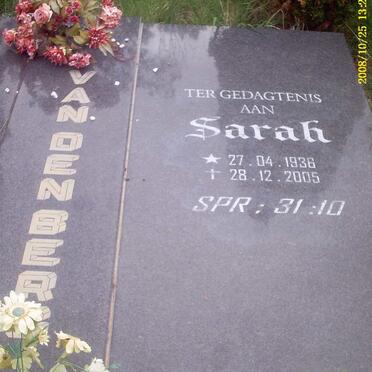 VAN DEN BERG
TER GEDAGTENIS
AAN
Sarah
★ 27.04.1936
† 28.12.2005
SPR : 31:10
2008/10/25 13:2